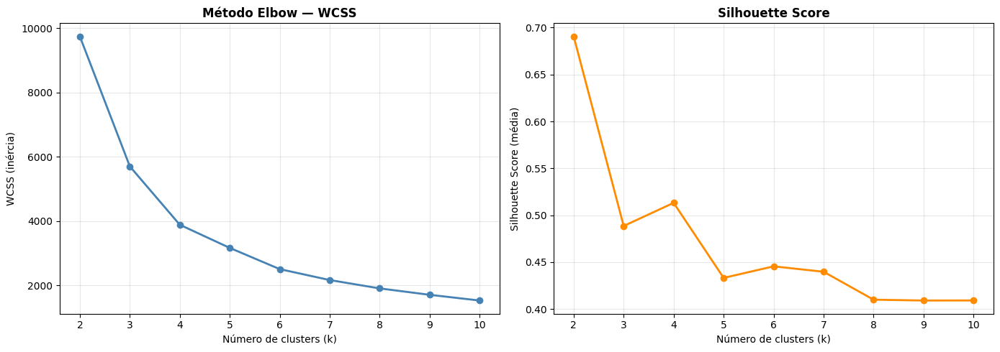 Método Elbow — WCSS
10000
8000
6000
4000
2000
WCSS (inércia)
2 3 4 5 6 7 8 9 10
Número de clusters (k)
Silhouette Score
0.70
0.65
0.60
0.55
0.50
0.45
0.40
Silhouette Score (média)
2 3 4 5 6 7 8 9 10
Número de clusters (k)